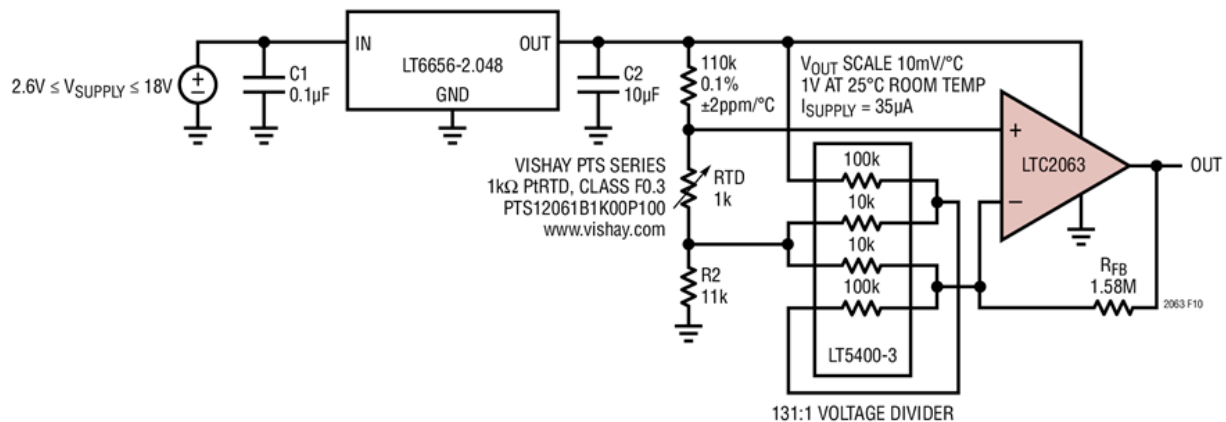 2.6V ≤ VSUPPLY ≤ 18V
+
–
C1
0.1µF
IN
OUT
LT6656-2.048
GND
C2
10µF
110k
0.1%
±2ppm/°C
VOUT SCALE 10mV/°C
1V AT 25°C ROOM TEMP
ISUPPLY = 35µA
VISHAY PTS SERIES
1kΩ PtRTD, CLASS F0.3
PTS12061B1K00P100
www.vishay.com
RTD
1k
R2
11k
100k
10k
10k
100k
LT5400-3
131:1 VOLTAGE DIVIDER
+
LTC2063
–
OUT
RFB
1.58M
2063 F10